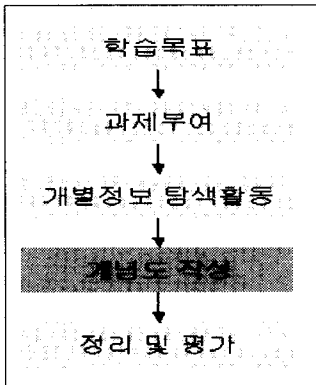 학습목표
과제부여
개별정보 탐색활동
개념도 작성
정리 및 평가